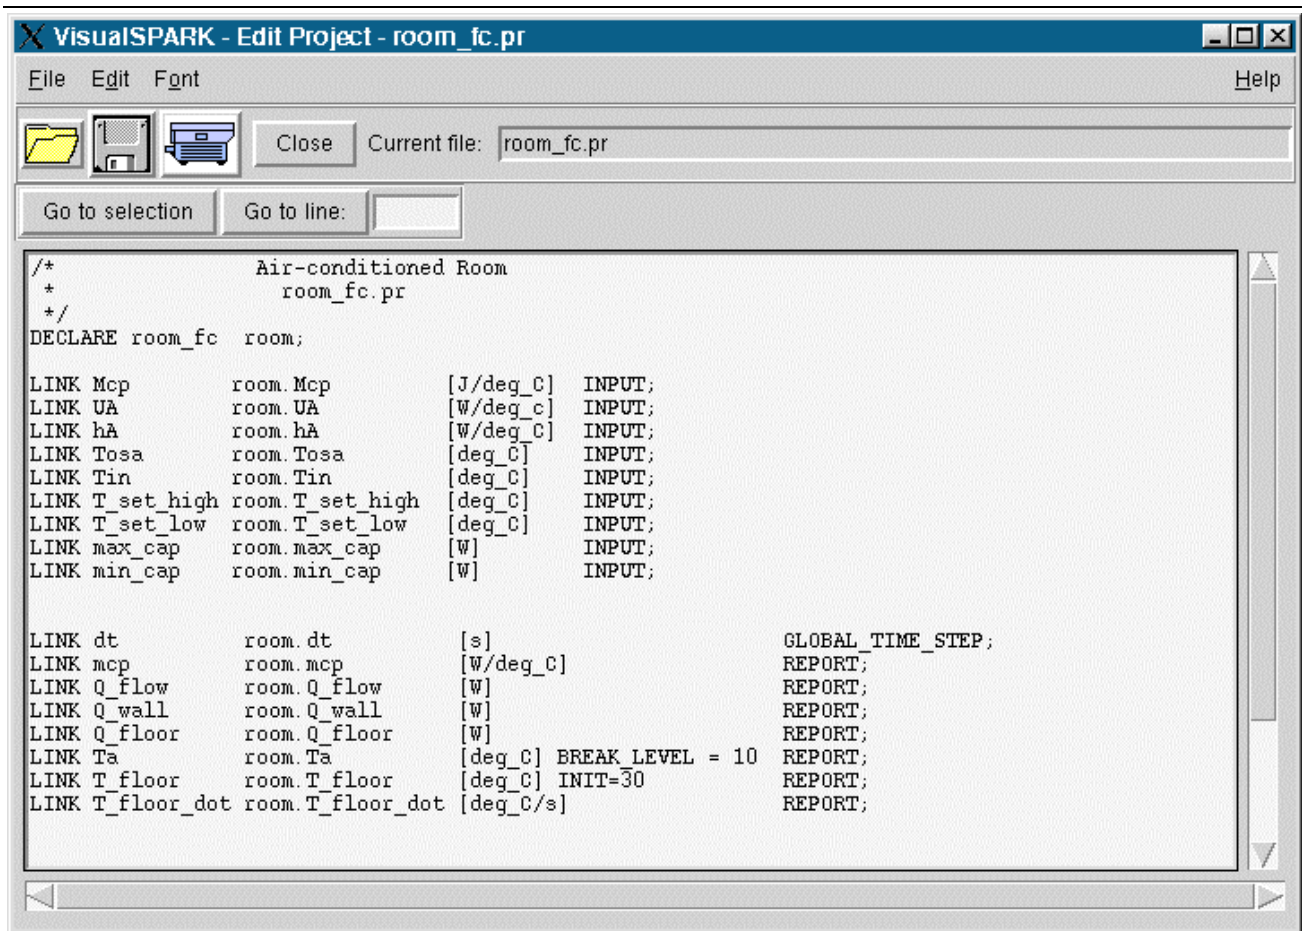 VisualSPARK - Edit Project - room_fc.pr
File Edit Font Help
Close Current file: room_fc.pr
Go to selection Go to line:
/* Air-conditioned Room
* room_fc.pr
*/
DECLARE room_fc room;
LINK Mcp room.Mcp [J/deg_C] INPUT;
LINK UA room.UA [W/deg_c] INPUT;
LINK hA room.hA [W/deg_C] INPUT;
LINK Tosa room.Tosa [deg_C] INPUT;
LINK Tin room.Tin [deg_C] INPUT;
LINK T_set_high room.T_set_high [deg_C] INPUT;
LINK T_set_low room.T_set_low [deg_C] INPUT;
LINK max_cap room.max_cap [W] INPUT;
LINK min_cap room.min_cap [W] INPUT;
LINK dt room.dt [s] GLOBAL_TIME_STEP;
LINK mcp room.mcp [W/deg_C] REPORT;
LINK Q_flow room.Q_flow [W] REPORT;
LINK Q_wall room.Q_wall [W] REPORT;
LINK Q_floor room.Q_floor [W] REPORT;
LINK Ta room.Ta [deg_C] BREAK_LEVEL = 10 REPORT;
LINK T_floor room.T_floor [deg_C] INIT=30 REPORT;
LINK T_floor_dot room.T_floor_dot [deg_C/s] REPORT;